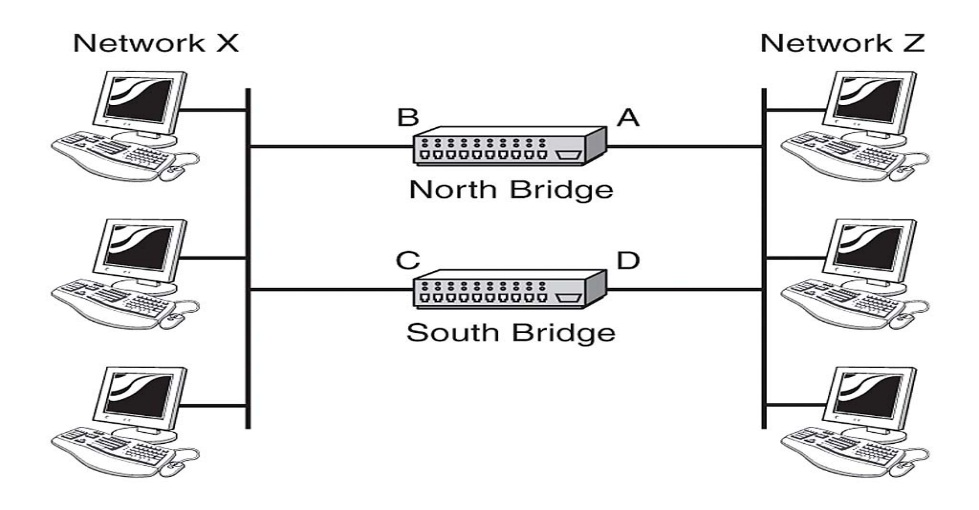 Network X
Network Z
B
A
North Bridge
C
D
South Bridge